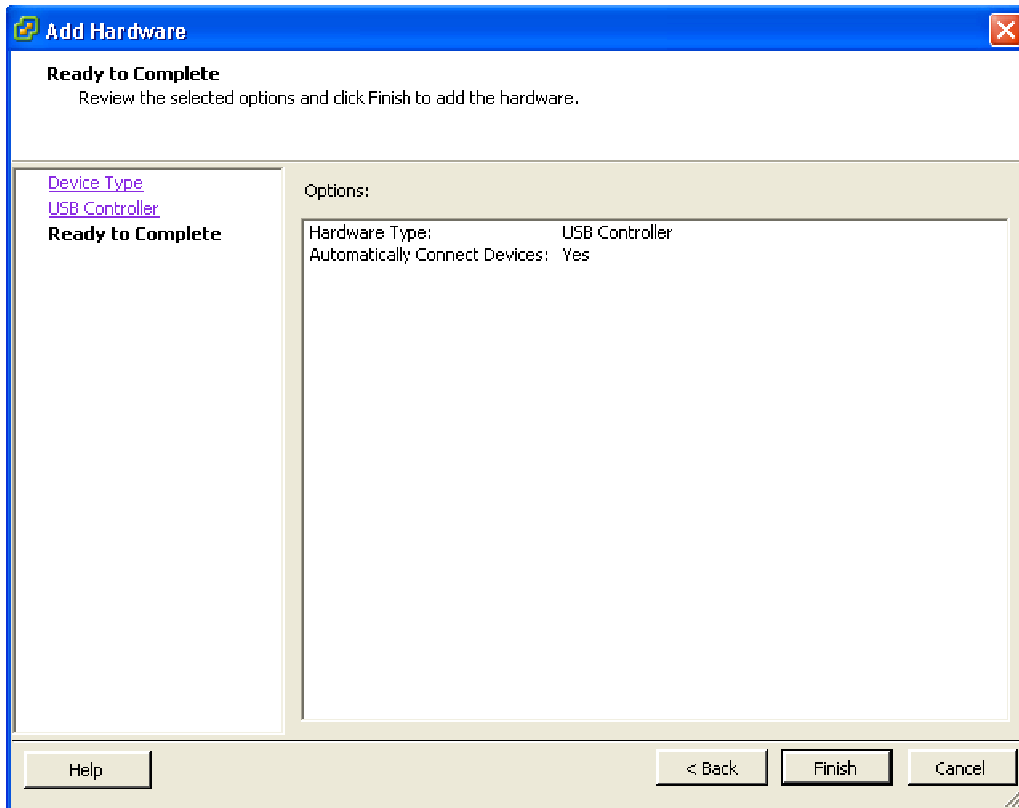 Add Hardware
Ready to Complete
Review the selected options and click Finish to add the hardware.
Device Type
USB Controller
Ready to Complete
Options:
Hardware Type: USB Controller
Automatically Connect Devices: Yes
Help
< Back
Finish
Cancel